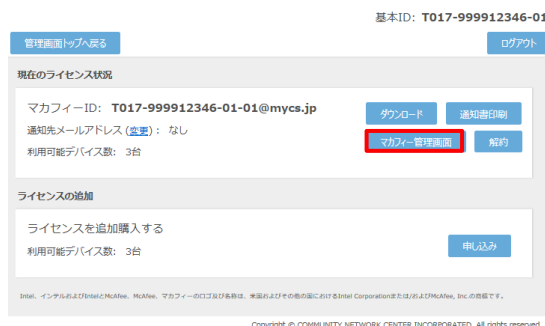 基本ID: T017-999912346-01
管理画面トップへ戻る
ログアウト
現在のライセンス状況
マカフィーID: T017-999912346-01-01@mycs.jp
ダウンロード
通知書印刷
通知先メールアドレス (変更) : なし
マカフィー管理画面
解約
利用可能デバイス数: 3台
ライセンスの追加
ライセンスを追加購入する
申し込み
利用可能デバイス数: 3台
Intel、インテルおよびIntelとMcAfee、McAfee、マカフィーのロゴ及び名称は、米国およびその他の国におけるIntel Corporationまたは/およびMcAfee, Inc.の商標です。
Copyright © COMMUNITY NETWORK CENTER INCORPORATED. All rights reserved